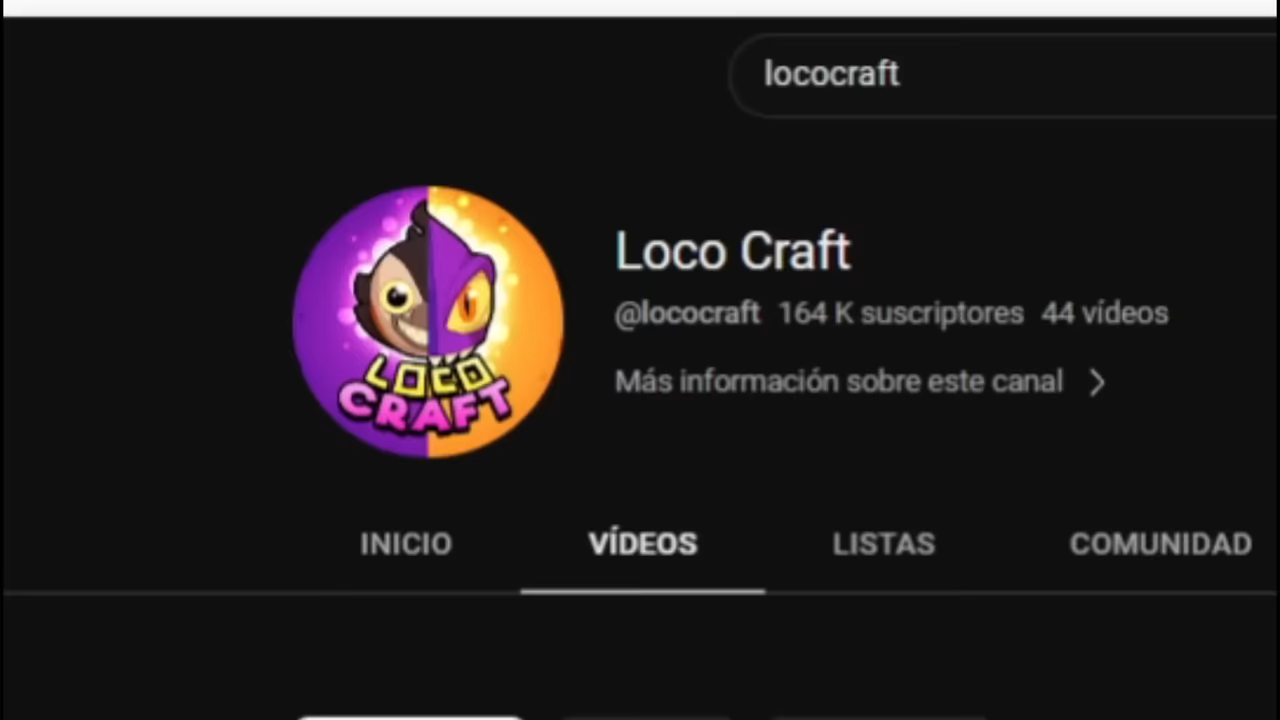 lococraft
Loco Craft
@lococraft 164 K suscriptores 44 vídeos
Más información sobre este canal
LOCO
CRAFT
INICIO VÍDEOS LISTAS COMUNIDAD